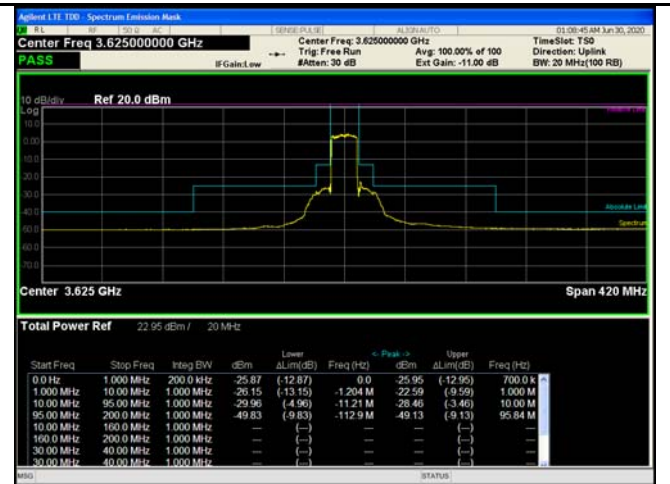 Agilent LTE TDD - Spectrum Emission Mask
RL RF 50 Ω AC SENSE:PULSE ALIGNAUTO 01:08:45 AM Jun 30, 2020
Center Freq 3.625000000 GHz Center Freq: 3.625000000 GHz TimeSlot: TS0
Trig: Free Run Avg: 100.00% of 100 Direction: Uplink
PASS IFGain:Low #Atten: 30 dB Ext Gain: -11.00 dB BW: 20 MHz(100 RB)
10 dB/div Ref 20.0 dBm
Log
10.0
0.00
10.0
20.0
30.0
Absolute Limit
40.0
Spectrum
60.0
70.0
Center 3.625 GHz Span 420 MHz
Total Power Ref 22.95 dBm / 20 MHz
Lower <- Peak -> Upper
Start Freq Stop Freq Integ BW dBm ΔLim(dB) Freq (Hz) dBm ΔLim(dB) Freq (Hz)
0.0 Hz 1.000 MHz 200.0 kHz -25.87 (-12.87) 0.0 -25.95 (-12.95) 700.0 k
1.000 MHz 10.00 MHz 1.000 MHz -26.15 (-13.15) -1.204 M -22.59 (-9.59) 1.000 M
10.00 MHz 95.00 MHz 1.000 MHz -29.96 (-4.96) -11.21 M -28.46 (-3.46) 10.00 M
95.00 MHz 200.0 MHz 1.000 MHz -49.83 (-9.83) -112.9 M -49.13 (-9.13) 95.84 M
10.00 MHz 160.0 MHz 1.000 MHz --- (---) --- --- (---) ---
160.0 MHz 200.0 MHz 1.000 MHz --- (---) --- --- (---) ---
30.00 MHz 40.00 MHz 1.000 MHz --- (---) --- --- (---) ---
30.00 MHz 40.00 MHz 1.000 MHz --- (---) --- --- (---) ---
MSG STATUS